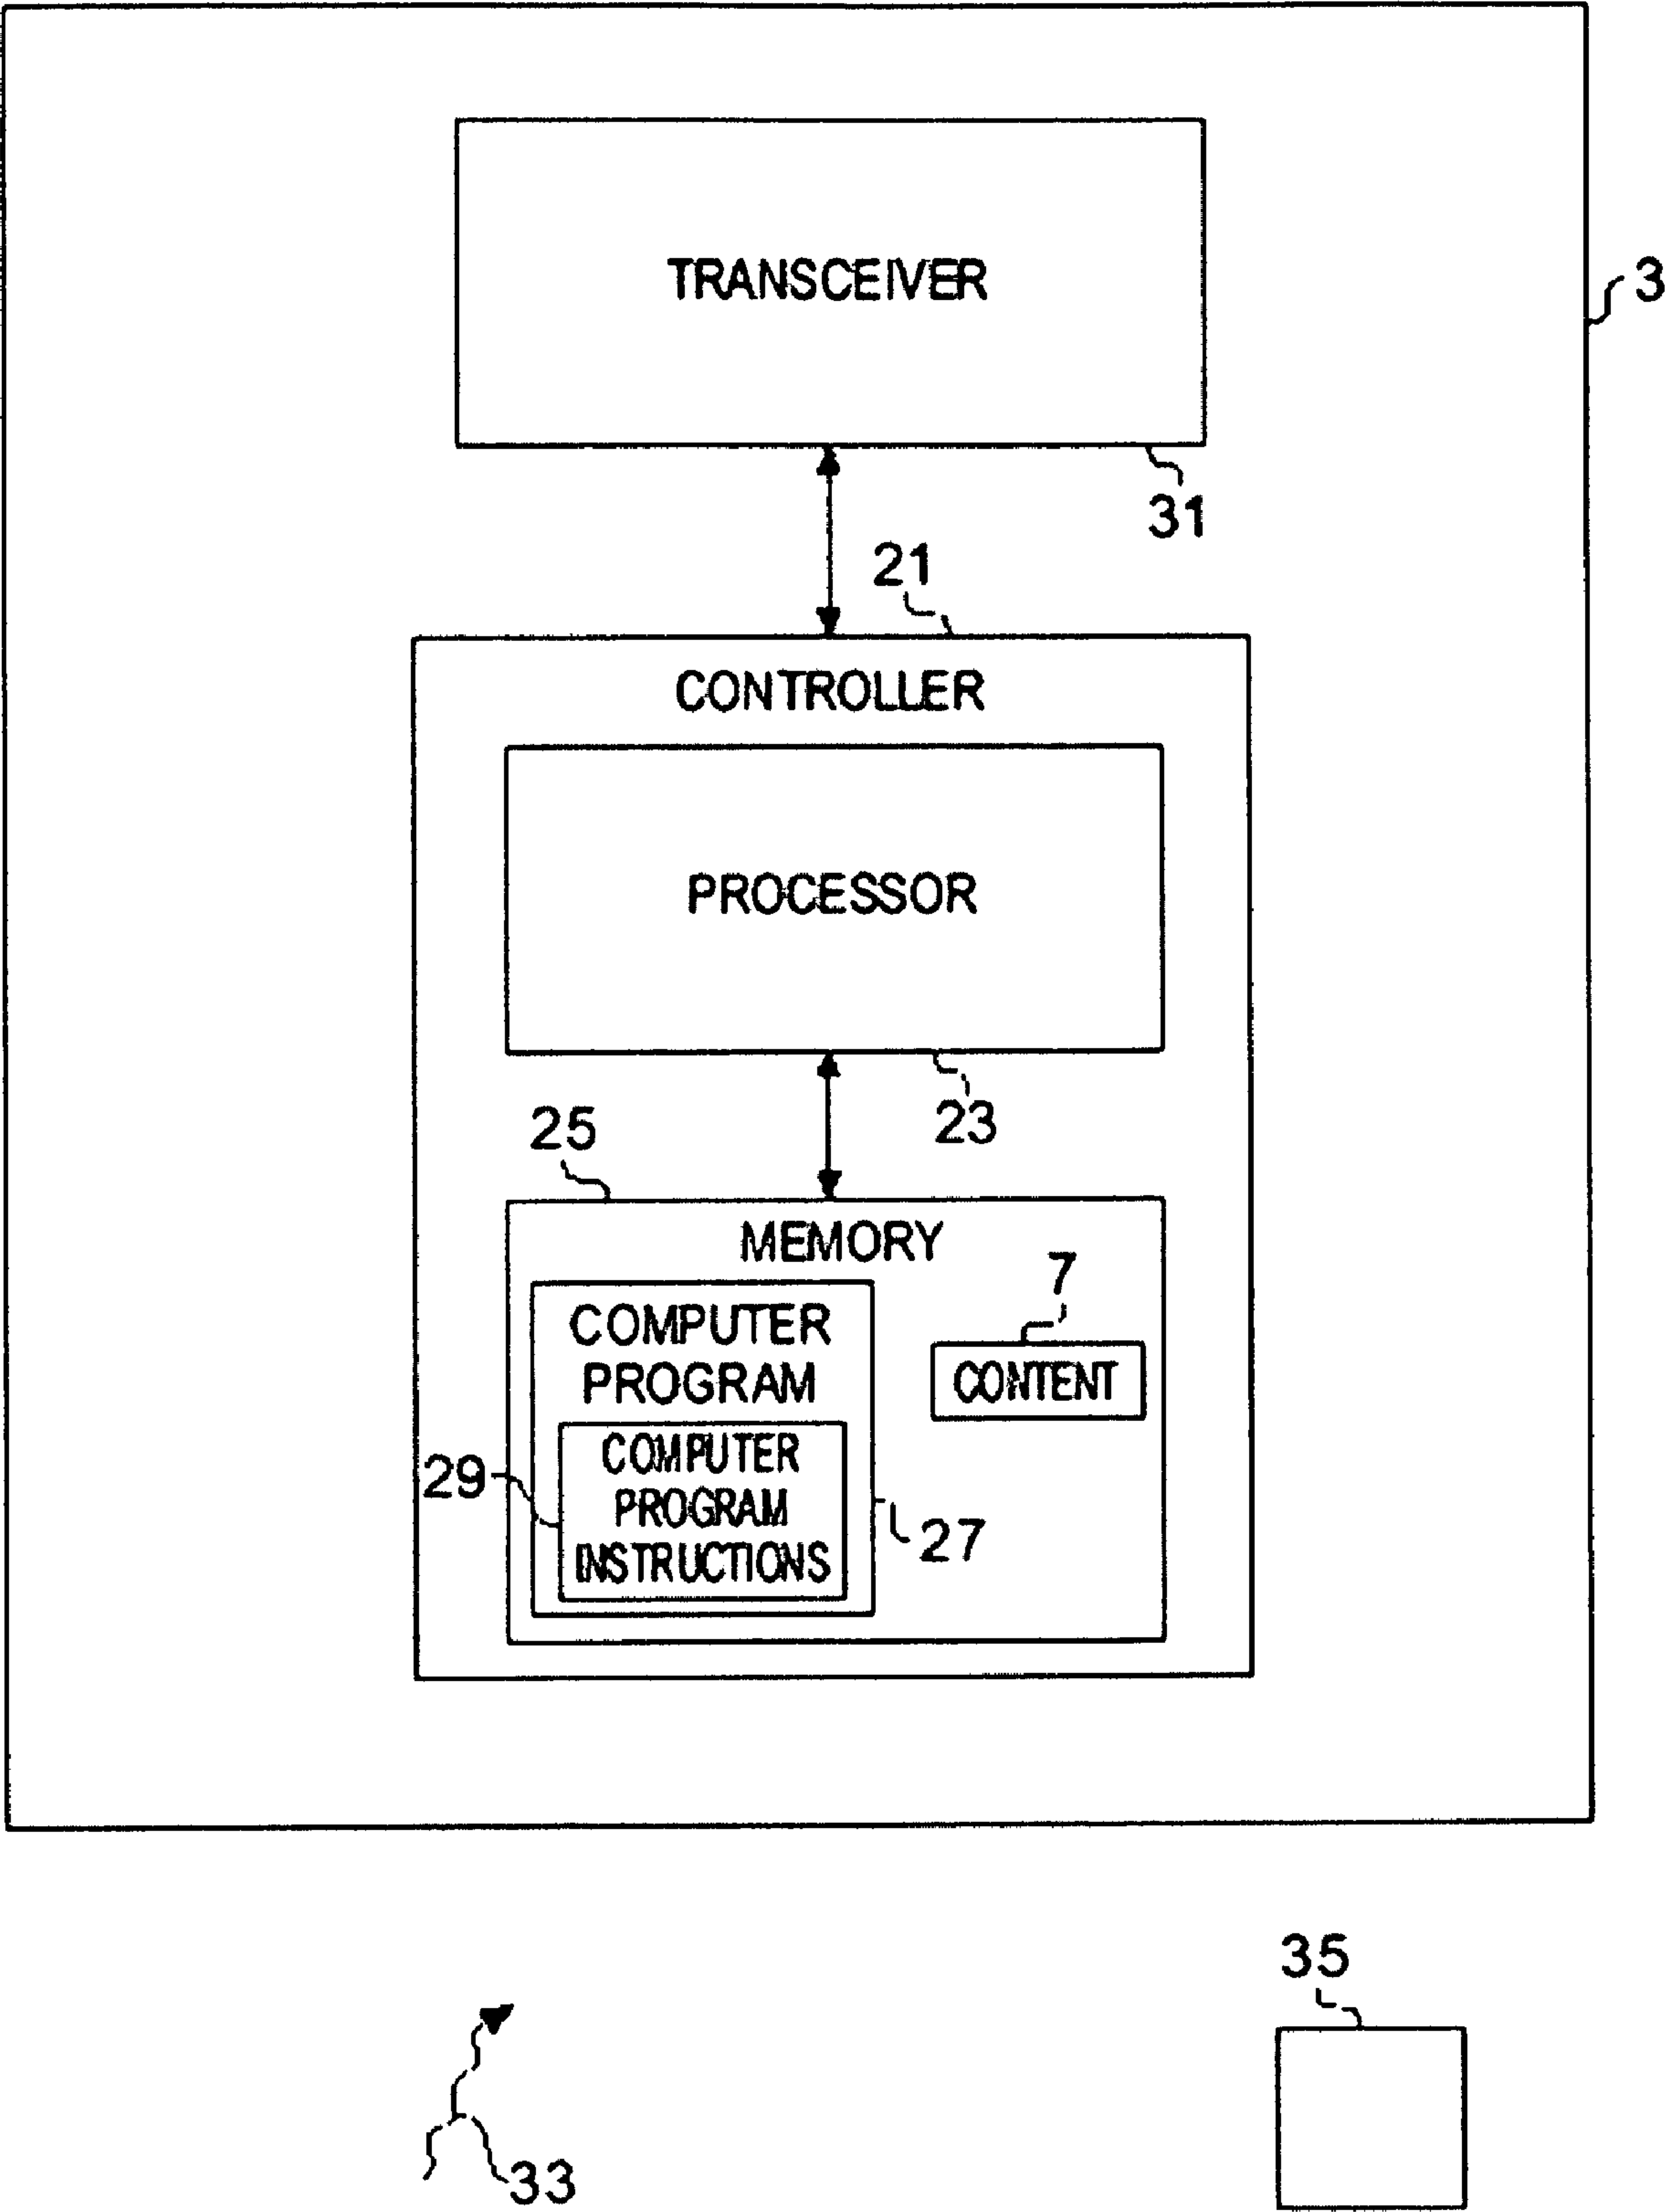 TRANSCEIVER
3
31
21
CONTROLLER
PROCESSOR
23
25
MEMORY
7
COMPUTER
PROGRAM
CONTENT
COMPUTER
PROGRAM
INSTRUCTIONS
29
27
35
33